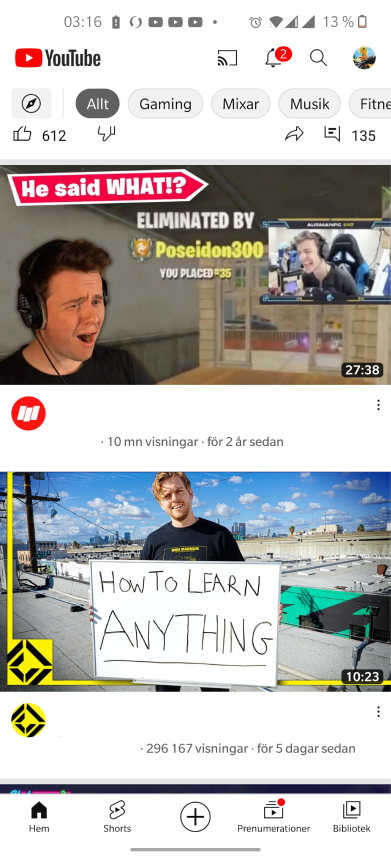 03:16
13 %
YouTube
2
Allt
Gaming
Mixar
Musik
Fitne
612
135
He said WHAT!?
ELIMINATED BY
Poseidon300
YOU PLACED #35
27:38
· 10 mn visningar · för 2 år sedan
HOW TO LEARN
ANYTHING
10:23
· 296 167 visningar · för 5 dagar sedan
Hem
Shorts
Prenumerationer
Bibliotek